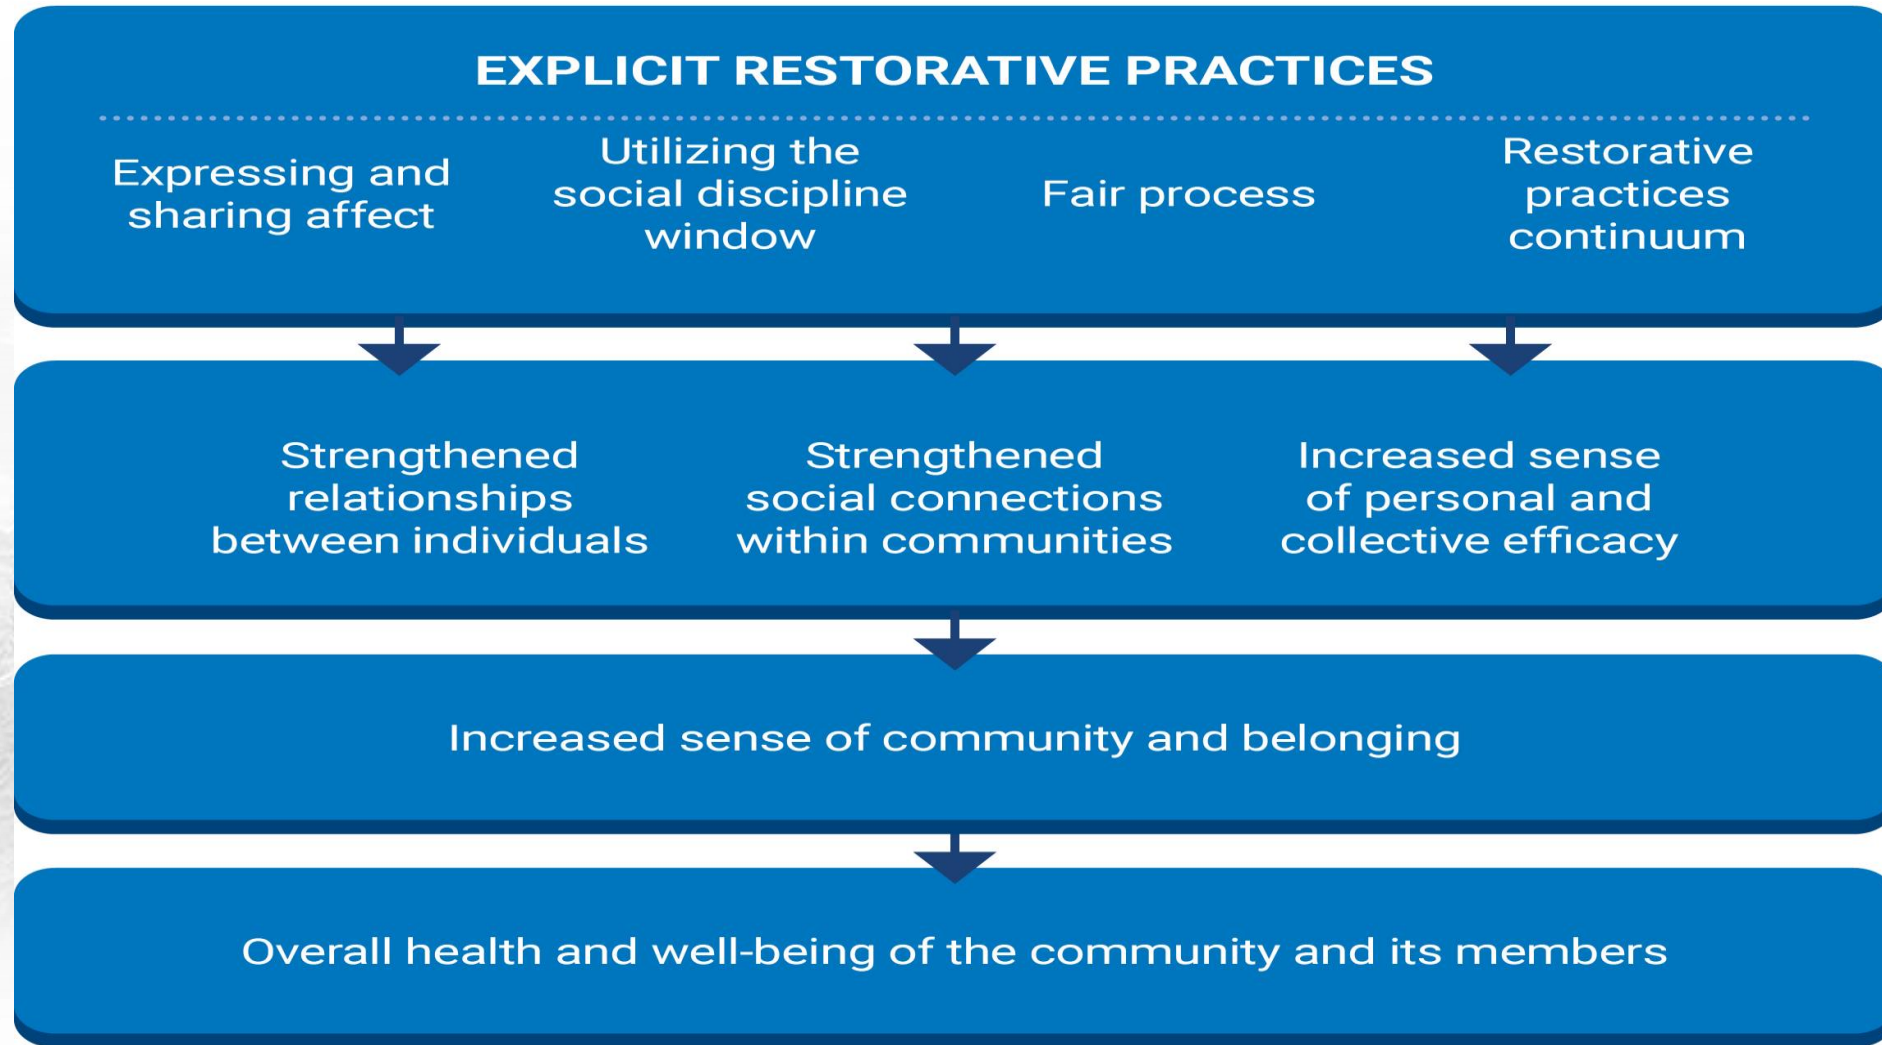 EXPLICIT RESTORATIVE PRACTICES
Expressing and
sharing affect
Utilizing the
social discipline
window
Fair process
Restorative
practices
continuum
Strengthened
relationships
between individuals
Strengthened
social connections
within communities
Increased sense
of personal and
collective efficacy
Increased sense of community and belonging
Overall health and well-being of the community and its members